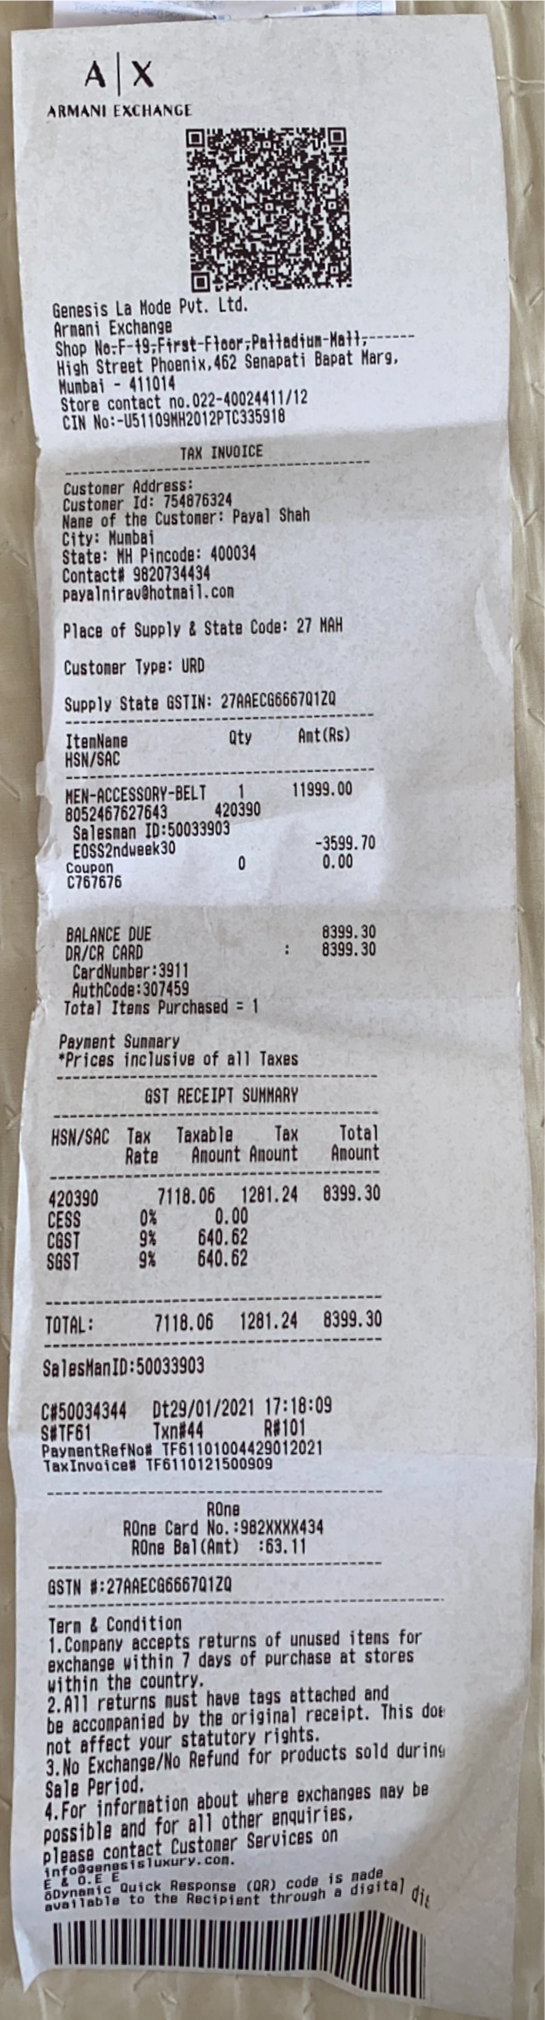 A|X
ARMANI EXCHANGE
Genesis La Mode Pvt. Ltd.
Armani Exchange
Shop No:F-19,First-Floor,Palladium-Mall,------
High Street Phoenix,462 Senapati Bapat Marg,
Mumbai - 411014
Store contact no.022-40024411/12
CIN No:-U51109MH2012PTC335918
TAX INVOICE
Customer Address:
Customer Id: 754876324
Name of the Customer: Payal Shah
City: Mumbai
State: MH Pincode: 400034
Contact# 9820734434
payalnirav@hotmail.com
Place of Supply & State Code: 27 MAH
Customer Type: URD
Supply State GSTIN: 27AAECG6667Q1ZQ
ItemName Qty Amt(Rs)
HSN/SAC
MEN-ACCESSORY-BELT 1 11999.00
8052467627643 420390
Salesman ID:50033903
EOSS2ndweek30 -3599.70
Coupon 0 0.00
C767676
BALANCE DUE 8399.30
DR/CR CARD : 8399.30
CardNumber:3911
AuthCode:307459
Total Items Purchased = 1
Payment Summary
*Prices inclusive of all Taxes
GST RECEIPT SUMMARY
HSN/SAC Tax Taxable Tax Total
Rate Amount Amount Amount
420390 7118.06 1281.24 8399.30
CESS 0% 0.00
CGST 9% 640.62
SGST 9% 640.62
TOTAL: 7118.06 1281.24 8399.30
SalesManID:50033903
C#50034344 Dt29/01/2021 17:18:09
S#TF61 Txn#44 R#101
PaymentRefNo# TF61101004429012021
TaxInvoice# TF6110121500909
ROne
ROne Card No.:982XXXX434
ROne Bal(Amt) :63.11
GSTN #:27AAECG6667Q1ZQ
Term & Condition
1.Company accepts returns of unused items for
exchange within 7 days of purchase at stores
within the country.
2.All returns must have tags attached and
be accompanied by the original receipt. This doe
not affect your statutory rights.
3.No Exchange/No Refund for products sold during
Sale Period.
4.For information about where exchanges may be
possible and for all other enquiries,
please contact Customer Services on
info@genesisluxury.com.
E & O.E E
öDynamic Quick Response (QR) code is made
available to the Recipient through a digital dis